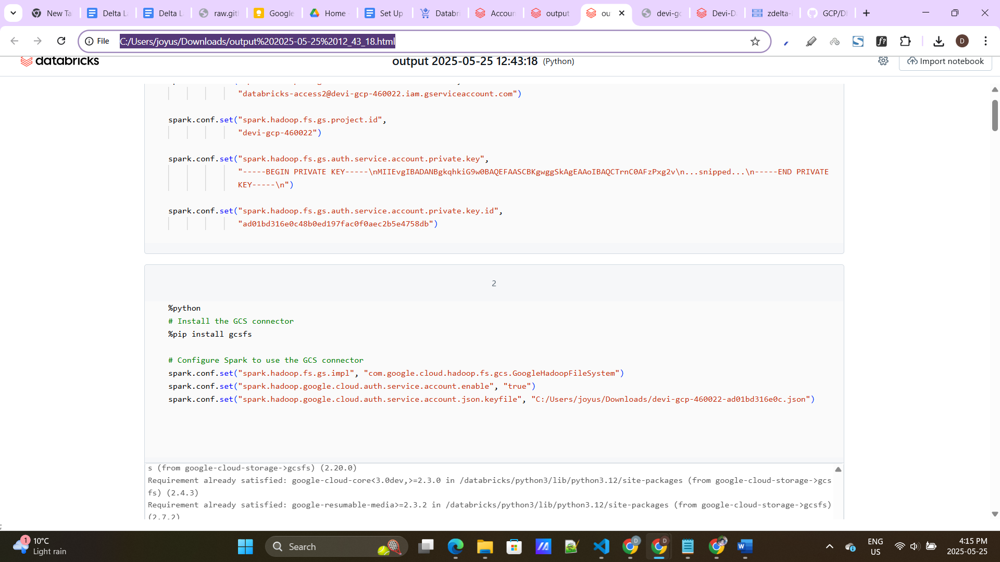 New Ta
Delta L
Delta L
raw.git
Google
Home -
Set Up
Databri
Accoun
output
ou
devi-gc
Devi-D
zdelta-
GCP/DI
File
C:/Users/joyus/Downloads/output%202025-05-25%2012_43_18.html
D
databricks
output 2025-05-25 12:43:18 (Python)
Import notebook
"databricks-access2@devi-gcp-460022.iam.gserviceaccount.com")
spark.conf.set("spark.hadoop.fs.gs.project.id",
"devi-gcp-460022")
spark.conf.set("spark.hadoop.fs.gs.auth.service.account.private.key",
"-----BEGIN PRIVATE KEY-----\nMIIEvgIBADANBgkqhkiG9w0BAQEFAASCBKgwggSkAgEAAoIBAQCTrnC0AFzPxg2v\n...snipped...\n-----END PRIVATE
KEY-----\n")
spark.conf.set("spark.hadoop.fs.gs.auth.service.account.private.key.id",
"ad01bd316e0c48b0ed197fac0f0aec2b5e4758db")
2
%python
# Install the GCS connector
%pip install gcsfs
# Configure Spark to use the GCS connector
spark.conf.set("spark.hadoop.fs.gs.impl", "com.google.cloud.hadoop.fs.gcs.GoogleHadoopFileSystem")
spark.conf.set("spark.hadoop.google.cloud.auth.service.account.enable", "true")
spark.conf.set("spark.hadoop.google.cloud.auth.service.account.json.keyfile", "C:/Users/joyus/Downloads/devi-gcp-460022-ad01bd316e0c.json")
s (from google-cloud-storage->gcsfs) (2.20.0)
Requirement already satisfied: google-cloud-core<3.0dev,>=2.3.0 in /databricks/python3/lib/python3.12/site-packages (from google-cloud-storage->gcs
fs) (2.4.3)
Requirement already satisfied: google-resumable-media>=2.3.2 in /databricks/python3/lib/python3.12/site-packages (from google-cloud-storage->gcsfs)
(2.7.2)
;
1
10°C
Light rain
Search
ENG
US
4:15 PM
2025-05-25